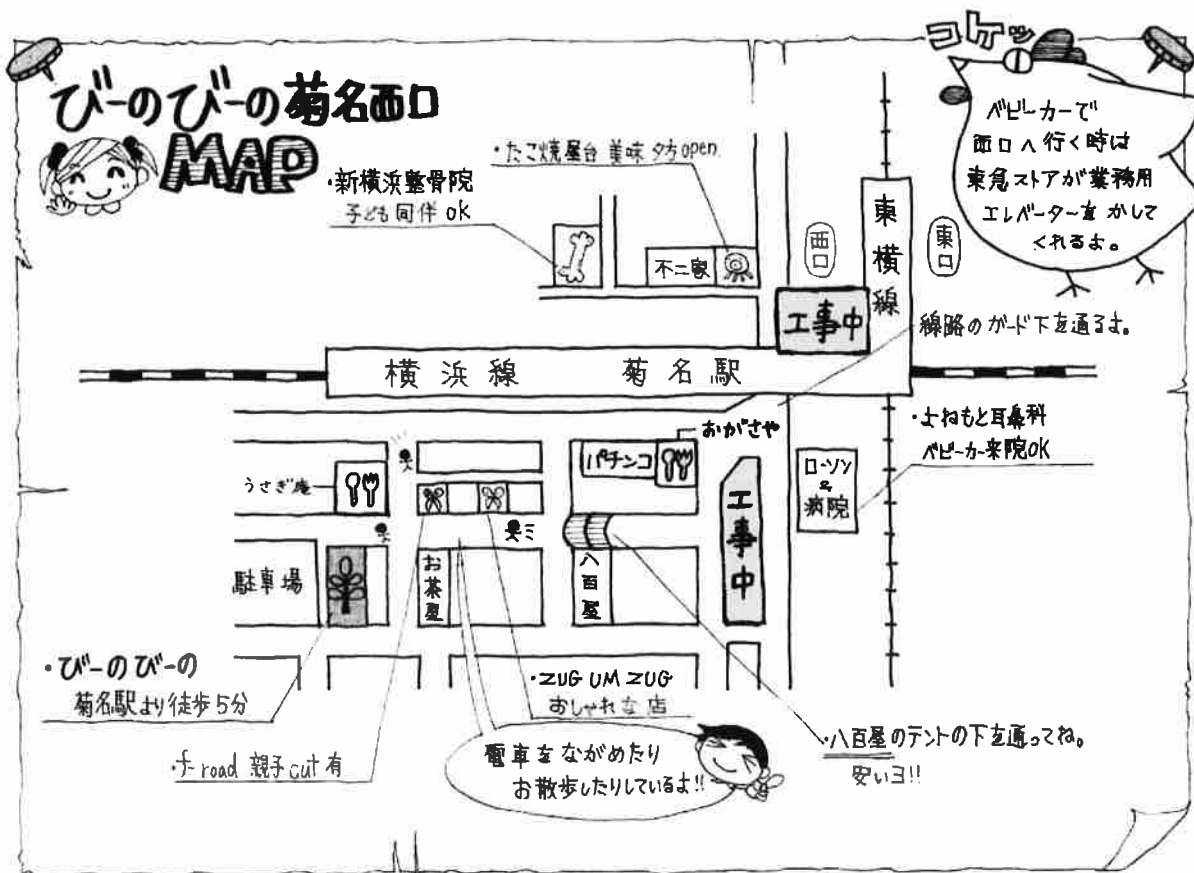 びーのびーの菊名西口
MAP
コケッ
ベビーカーで
西口へ行く時は
東急ストアが業務用
エレベーターを かして
くれるよ。
・たこ焼屋台 美味 夕方open
・新横浜整骨院
子ども同伴 ok
不二家
西口
東横線
東口
工事中
線路のガード下を通るよ。
横浜線 菊名駅
おがさや
・よねもと耳鼻科
ベビーカー来院OK
パチンコ
ローソン
&
病院
うさぎ庵
工事中
駐車場
お茶屋
八百屋
・びーのびーの
菊名駅より徒歩5分
・ZUG UM ZUG
おしゃれな店
・f-road 親子cut有
電車をながめたり
お散歩したりしているよ!!
・八百屋のテントの下を通ってね。
安いヨ!!